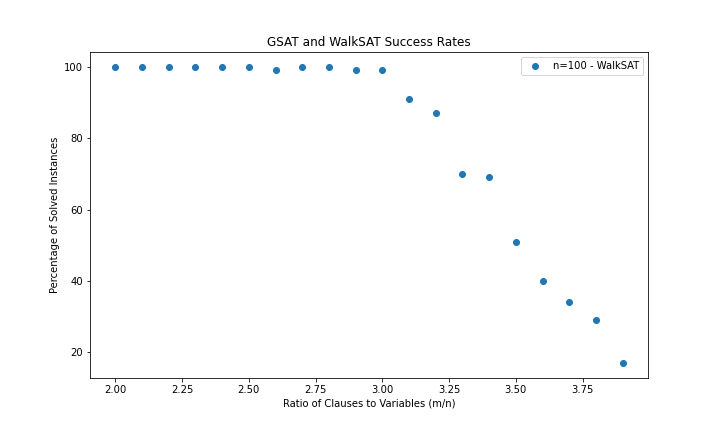 GSAT and WalkSAT Success Rates
n=100 - WalkSAT
Percentage of Solved Instances
100
80
60
40
20
2.00 2.25 2.50 2.75 3.00 3.25 3.50 3.75
Ratio of Clauses to Variables (m/n)